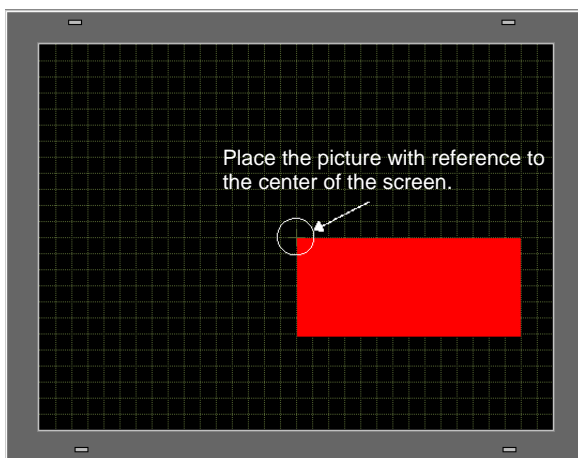 Place the picture with reference to
the center of the screen.